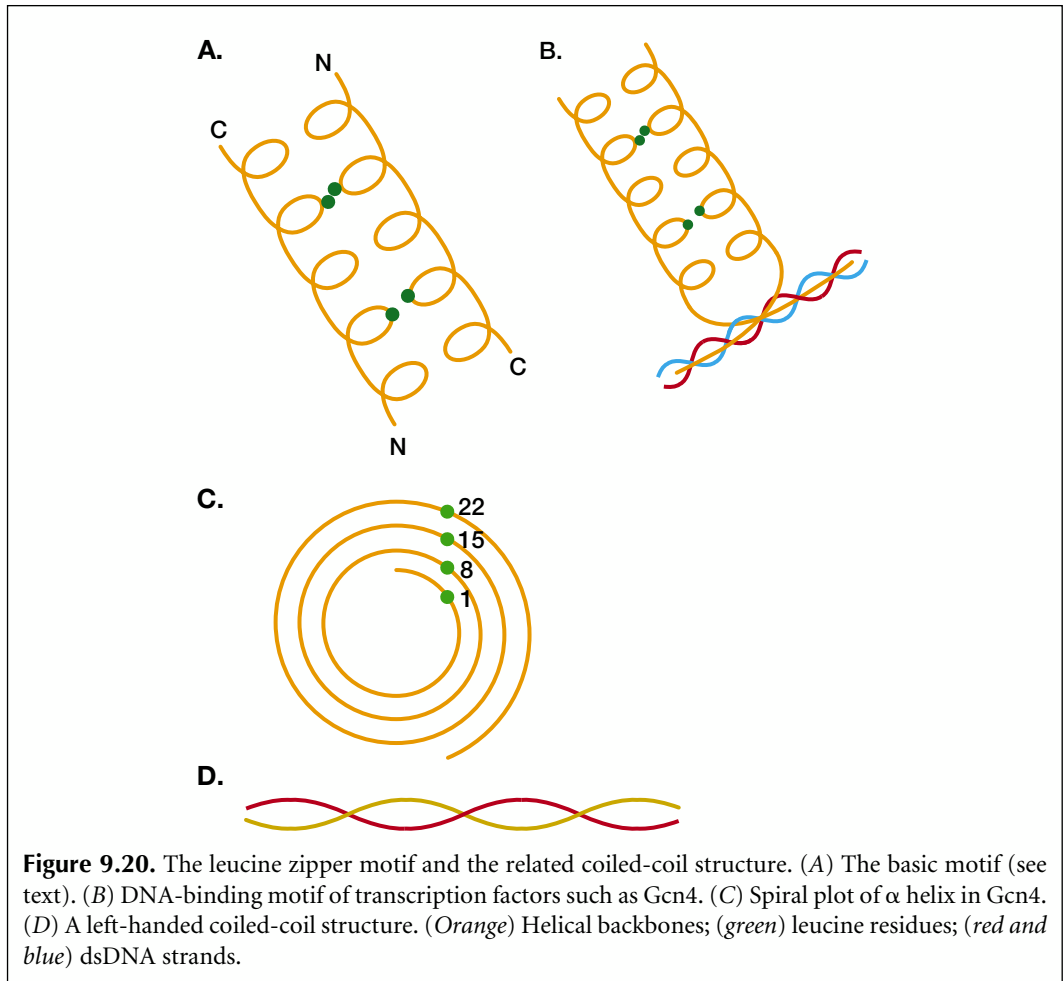 A.
N
C
C
N
B.
C.
22
15
8
1
D.
Figure 9.20. The leucine zipper motif and the related coiled-coil structure. (A) The basic motif (see
text). (B) DNA-binding motif of transcription factors such as Gcn4. (C) Spiral plot of α helix in Gcn4.
(D) A left-handed coiled-coil structure. (Orange) Helical backbones; (green) leucine residues; (red and
blue) dsDNA strands.